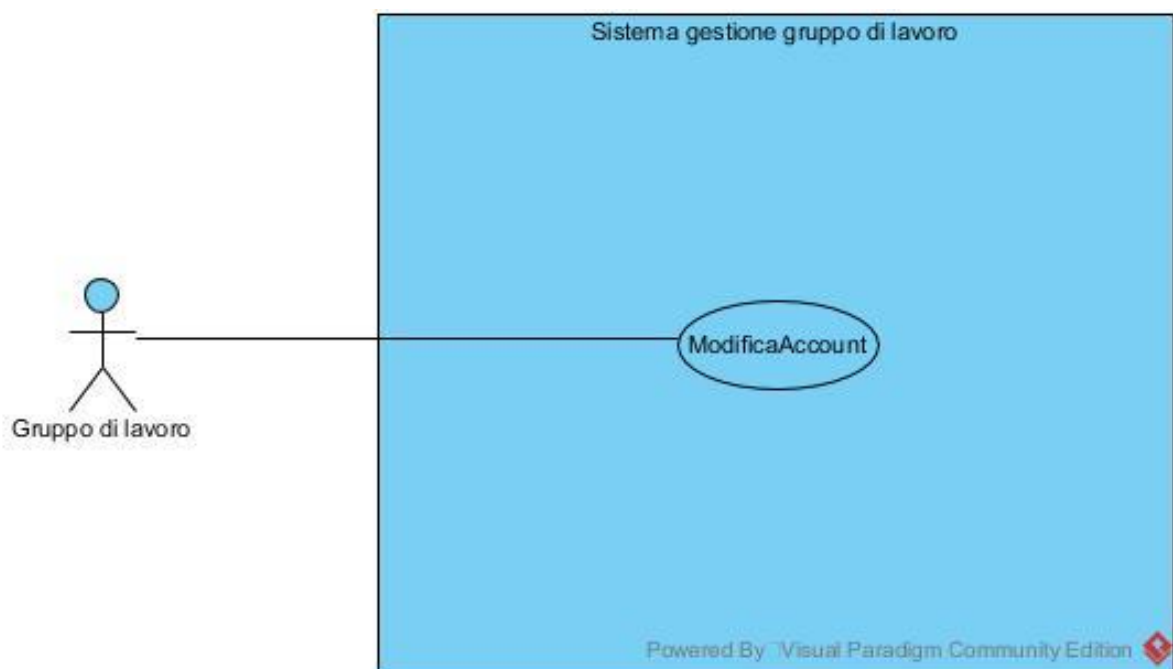 Sistema gestione gruppo di lavoro
ModificaAccount
Gruppo di lavoro
Powered By Visual Paradigm Community Edition